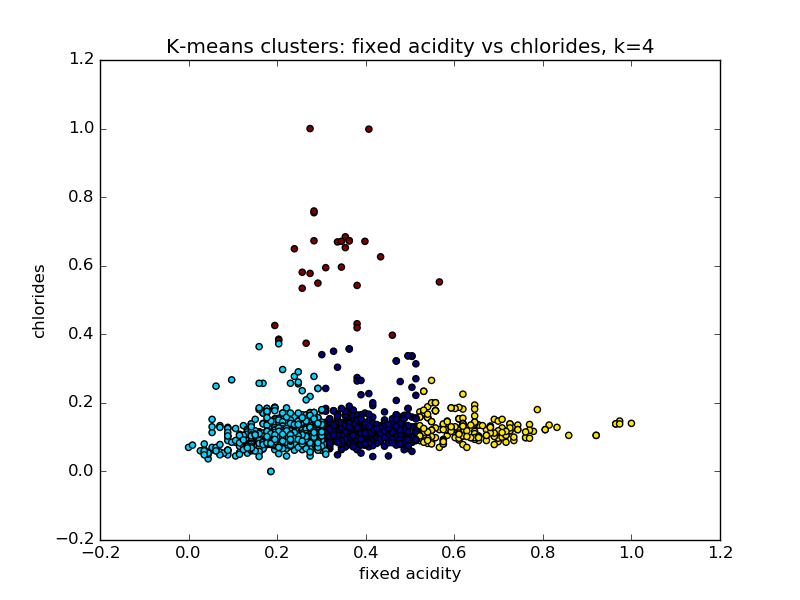 K-means clusters: fixed acidity vs chlorides, k=4
1.2
1.0
0.8
0.6
0.4
0.2
0.0
−0.2
chlorides
−0.2 0.0 0.2 0.4 0.6 0.8 1.0 1.2
fixed acidity